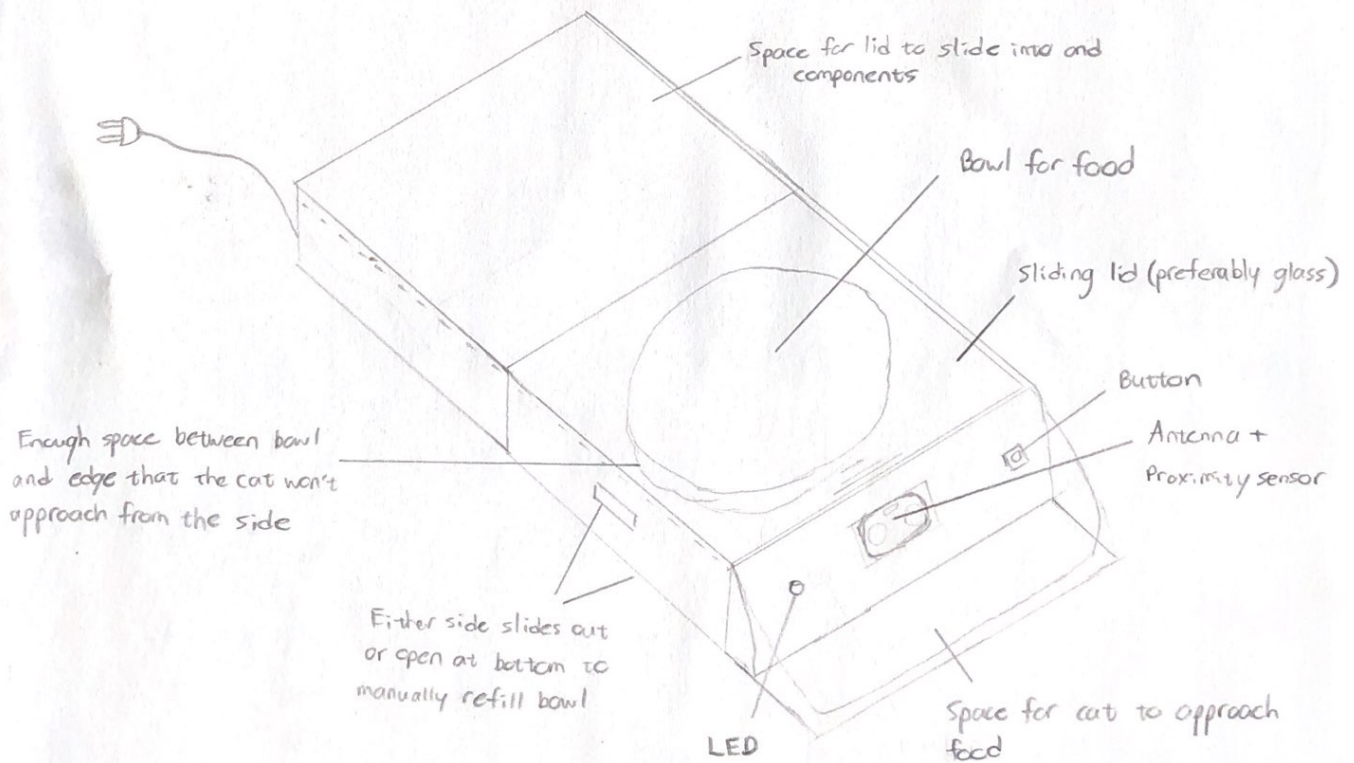 Space for lid to slide into and
components
Bowl for food
Sliding lid (preferably glass)
Button
Antenna +
Proximity sensor
Enough space between bowl
and edge that the cat won't
approach from the side
Either side slides out
or open at bottom to
manually refill bowl
LED
Space for cat to approach
food